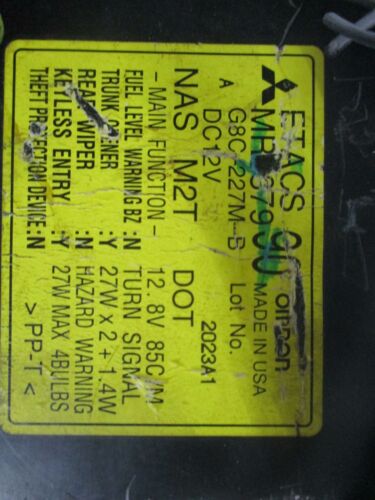 ETACS OMRON
MADE IN USA
G8C-227M-B Lot No.
A DC12V 2023A1
NAS M2T DOT
- MAIN FUNCTION - 12.8V 85C/M
FUEL LEVEL WARNING BZ :N TURN SIGNAL
TRUNK OPENER :Y 27W x 2 + 1.4W
REAR WIPER :N HAZARD WARNING
KEYLESS ENTRY :Y 27W MAX 4BULBS
THEFT PROTECTION DEVICE:N > PP-T <